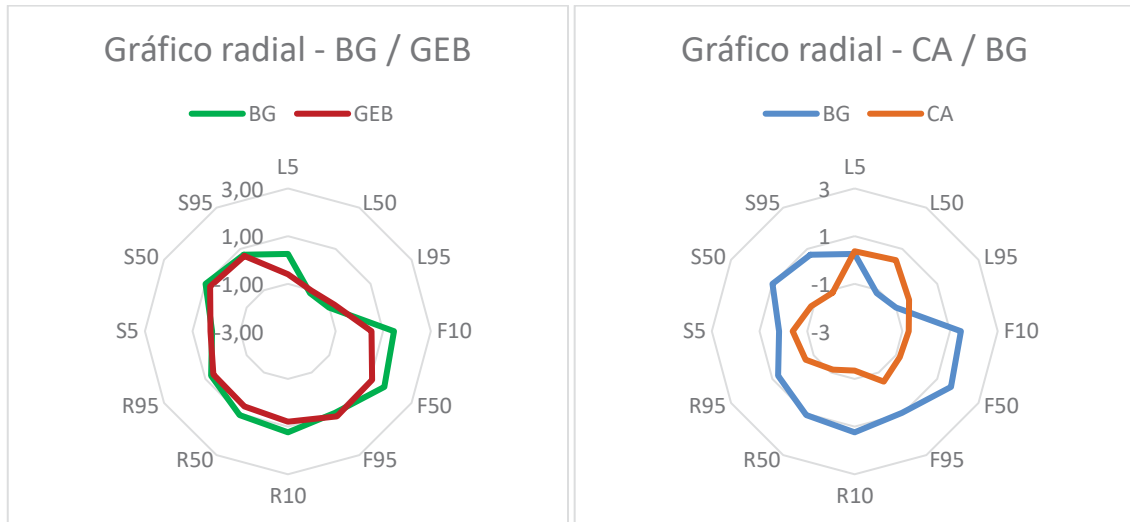 Gráfico radial - BG / GEB
BG GEB
L5
L50
L95
F10
F50
F95
R10
R50
R95
S5
S50
S95
3,00
1,00
-1,00
-3,00
Gráfico radial - CA / BG
BG CA
L5
L50
L95
F10
F50
F95
R10
R50
R95
S5
S50
S95
3
1
-1
-3